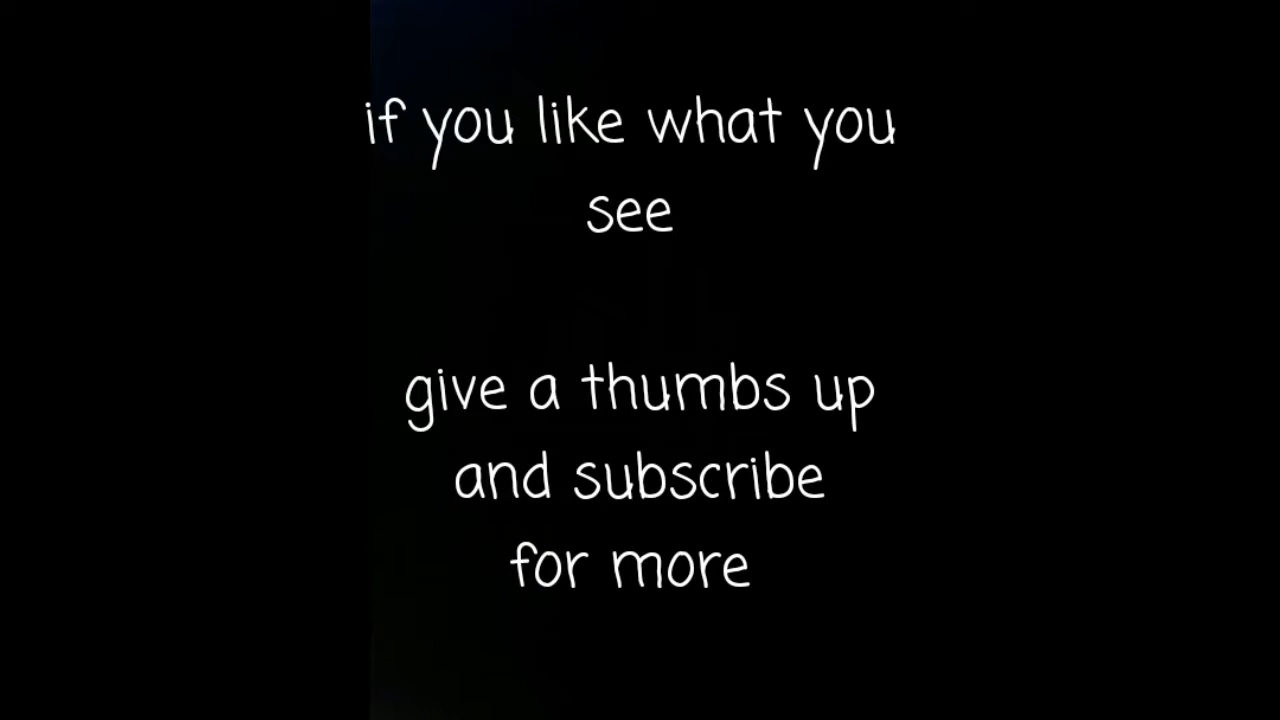 if you like what you
see
give a thumbs up
and subscribe
for more